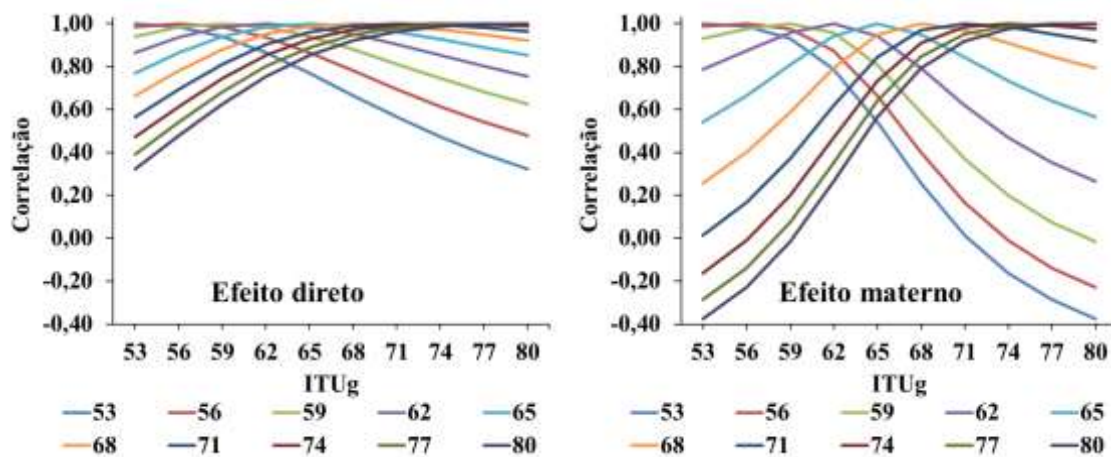 Correlação
1,00
0,80
0,60
0,40
0,20
0,00
-0,20
-0,40
Efeito direto
53 56 59 62 65 68 71 74 77 80
ITUg
53 56 59 62 65
68 71 74 77 80
Correlação
1,00
0,80
0,60
0,40
0,20
0,00
-0,20
-0,40
Efeito materno
53 56 59 62 65 68 71 74 77 80
ITUg
53 56 59 62 65
68 71 74 77 80